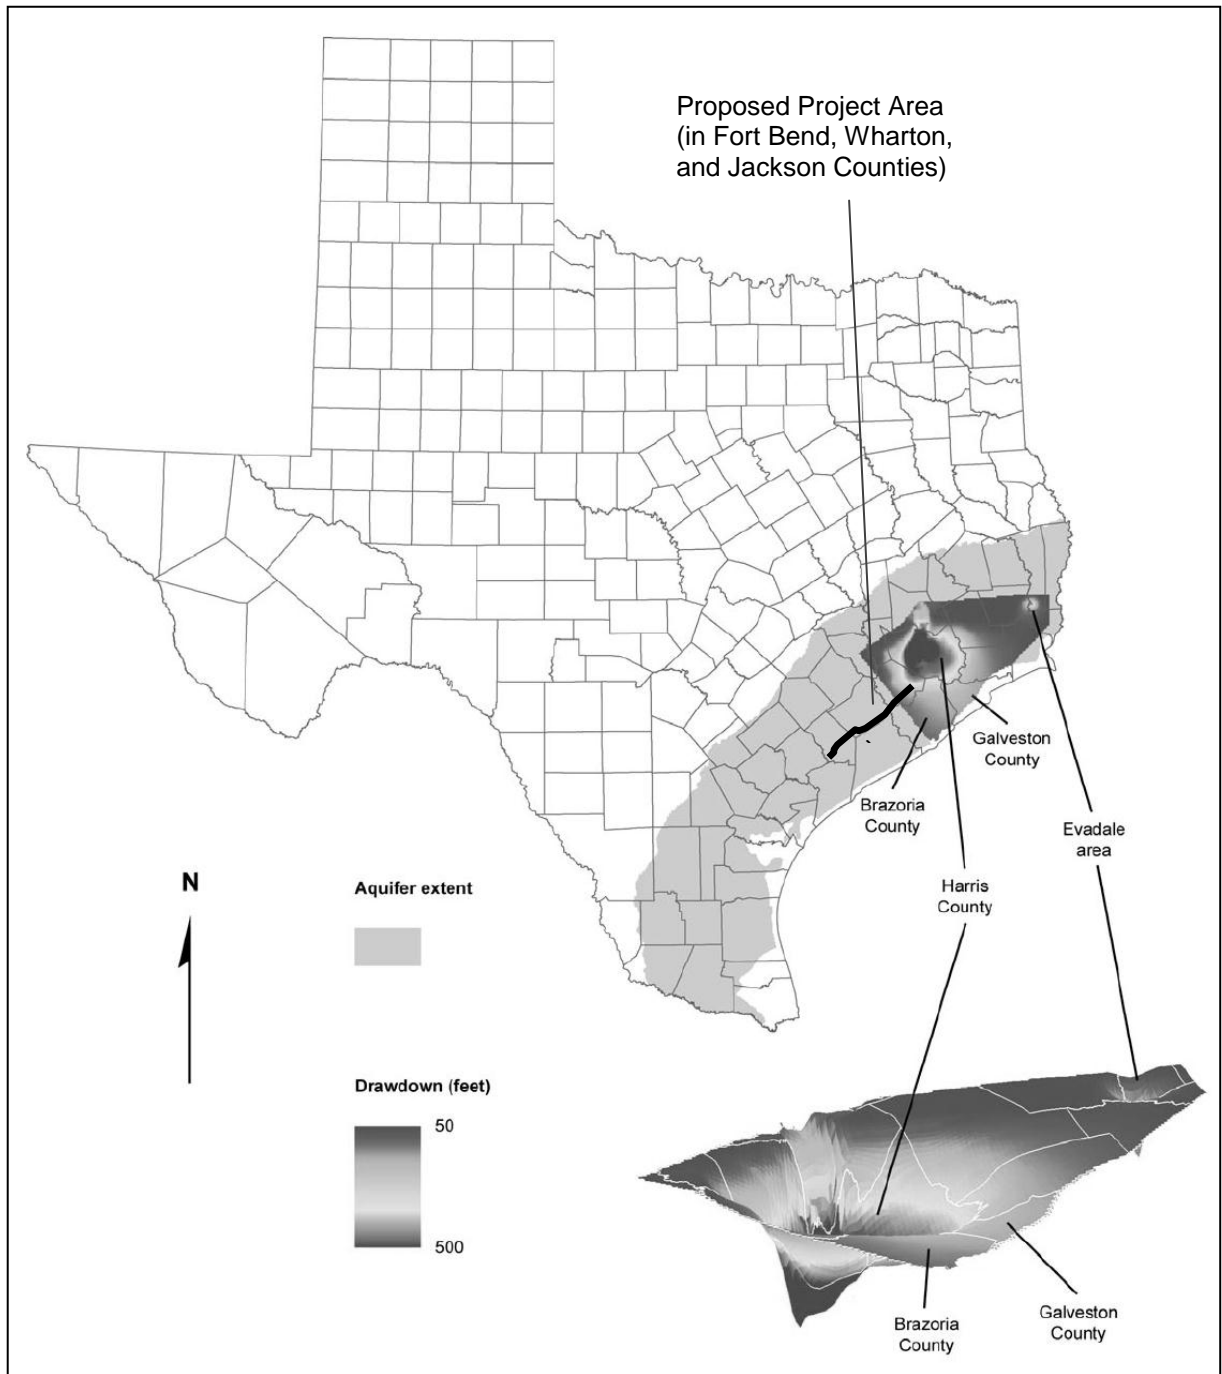 Proposed Project Area
(in Fort Bend, Wharton,
and Jackson Counties)
Galveston
County
Brazoria
County
Evadale
area
Harris
County
N
Aquifer extent
Drawdown (feet)
50
500
Brazoria
County
Galveston
County